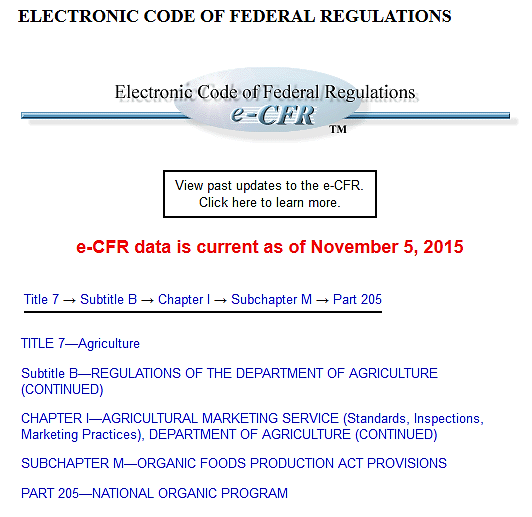 ELECTRONIC CODE OF FEDERAL REGULATIONS
Electronic Code of Federal Regulations
e-CFR
TM
View past updates to the e-CFR.
Click here to learn more.
e-CFR data is current as of November 5, 2015
Title 7 → Subtitle B → Chapter I → Subchapter M → Part 205
TITLE 7—Agriculture
Subtitle B—REGULATIONS OF THE DEPARTMENT OF AGRICULTURE
(CONTINUED)
CHAPTER I—AGRICULTURAL MARKETING SERVICE (Standards, Inspections,
Marketing Practices), DEPARTMENT OF AGRICULTURE (CONTINUED)
SUBCHAPTER M—ORGANIC FOODS PRODUCTION ACT PROVISIONS
PART 205—NATIONAL ORGANIC PROGRAM